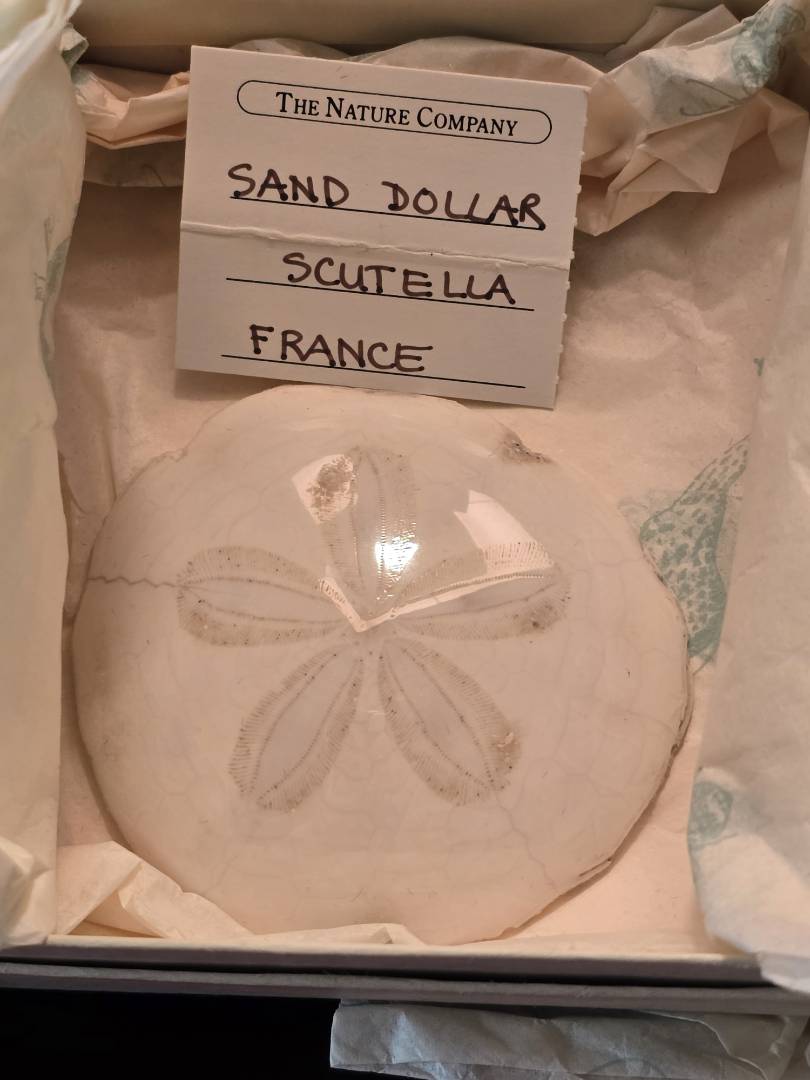 THE NATURE COMPANY
SAND DOLLAR
SCUTELLA
FRANCE